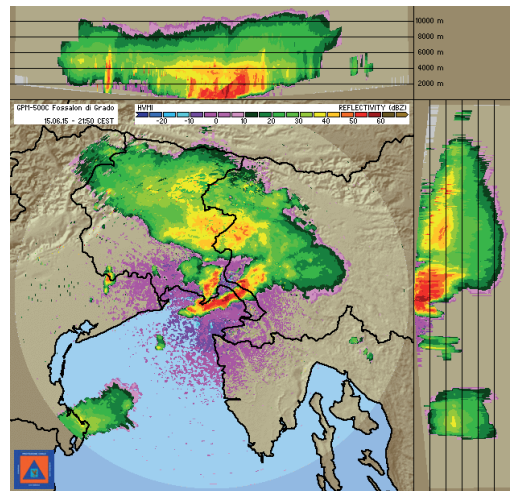 10000 m
8000 m
6000 m
4000 m
2000 m
GPM-500C Fossalon di Grado
15.06.15 - 21:50 CEST
HVMI REFLECTIVITY (dBZ)
-20 -10 0 10 20 30 40 50 60